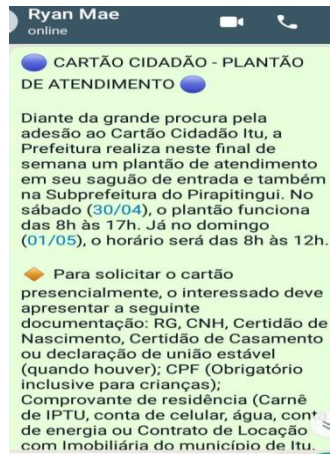 Ryan Mae
online
CARTÃO CIDADÃO - PLANTÃO
DE ATENDIMENTO
Diante da grande procura pela
adesão ao Cartão Cidadão Itu, a
Prefeitura realiza neste final de
semana um plantão de atendimento
em seu saguão de entrada e também
na Subprefeitura do Pirapitingui. No
sábado (30/04), o plantão funciona
das 8h às 17h. Já no domingo
(01/05), o horário será das 8h às 12h.
Para solicitar o cartão
presencialmente, o interessado deve
apresentar a seguinte
documentação: RG, CNH, Certidão de
Nascimento, Certidão de Casamento
ou declaração de união estável
(quando houver); CPF (Obrigatório
inclusive para crianças);
Comprovante de residência (Carnê
de IPTU, conta de celular, água, conta
de energia ou Contrato de Locação
com Imobiliária do município de Itu.